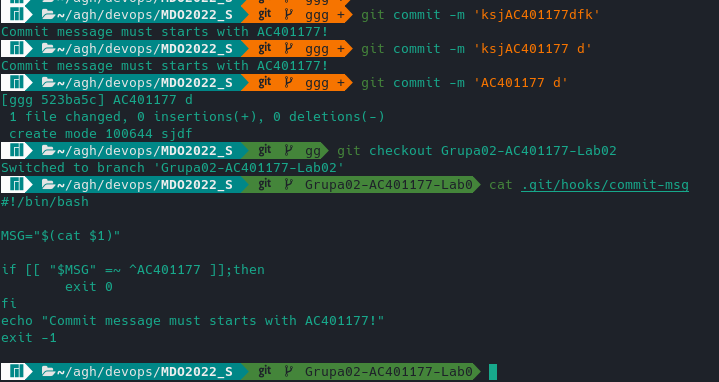 ~/agh/devops/MDO2022_S git ggg + git commit -m 'ksjAC401177dfk'
Commit message must starts with AC401177!
~/agh/devops/MDO2022_S git ggg + git commit -m 'ksjAC401177 d'
Commit message must starts with AC401177!
~/agh/devops/MDO2022_S git ggg + git commit -m 'AC401177 d'
[ggg 523ba5c] AC401177 d
1 file changed, 0 insertions(+), 0 deletions(-)
create mode 100644 sjdf
~/agh/devops/MDO2022_S git gg git checkout Grupa02-AC401177-Lab02
Switched to branch 'Grupa02-AC401177-Lab02'
~/agh/devops/MDO2022_S git Grupa02-AC401177-Lab0 cat .git/hooks/commit-msg
#!/bin/bash
MSG="$(cat $1)"
if [[ "$MSG" =~ ^AC401177 ]];then
exit 0
fi
echo "Commit message must starts with AC401177!"
exit -1
~/agh/devops/MDO2022_S git Grupa02-AC401177-Lab0